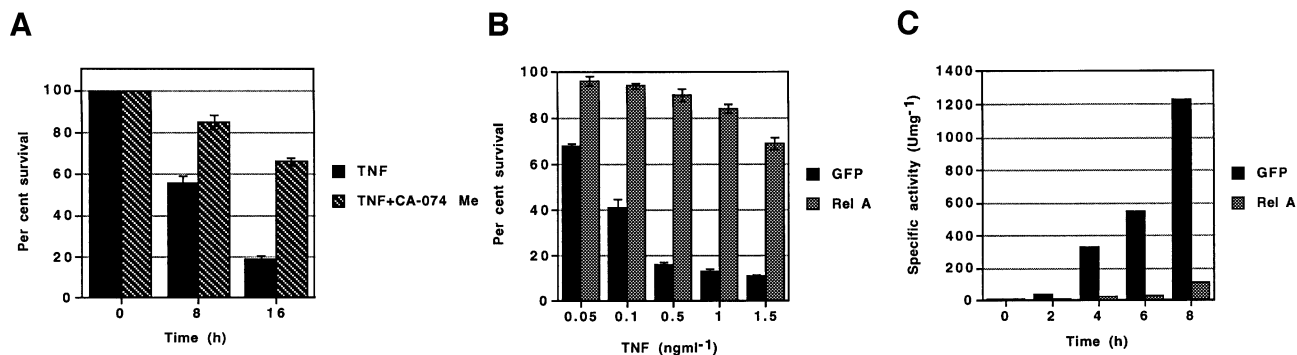 A
Per cent survival
100
80
60
40
20
0
0
8
16
Time (h)
TNF
TNF+CA-074 Me
B
Per cent survival
100
80
60
40
20
0
0.05
0.1
0.5
1
1.5
TNF (ngml-1)
GFP
Rel A
C
Specific activity (Umg-1)
1400
1200
1000
800
600
400
200
0
0
2
4
6
8
Time (h)
GFP
Rel A